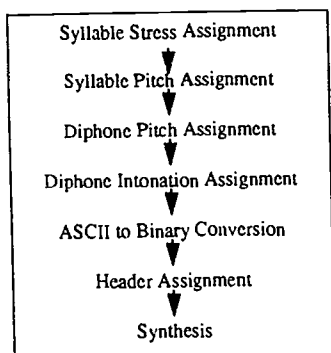 Syllable Stress Assignment
Syllable Pitch Assignment
Diphone Pitch Assignment
Diphone Intonation Assignment
ASCII to Binary Conversion
Header Assignment
Synthesis